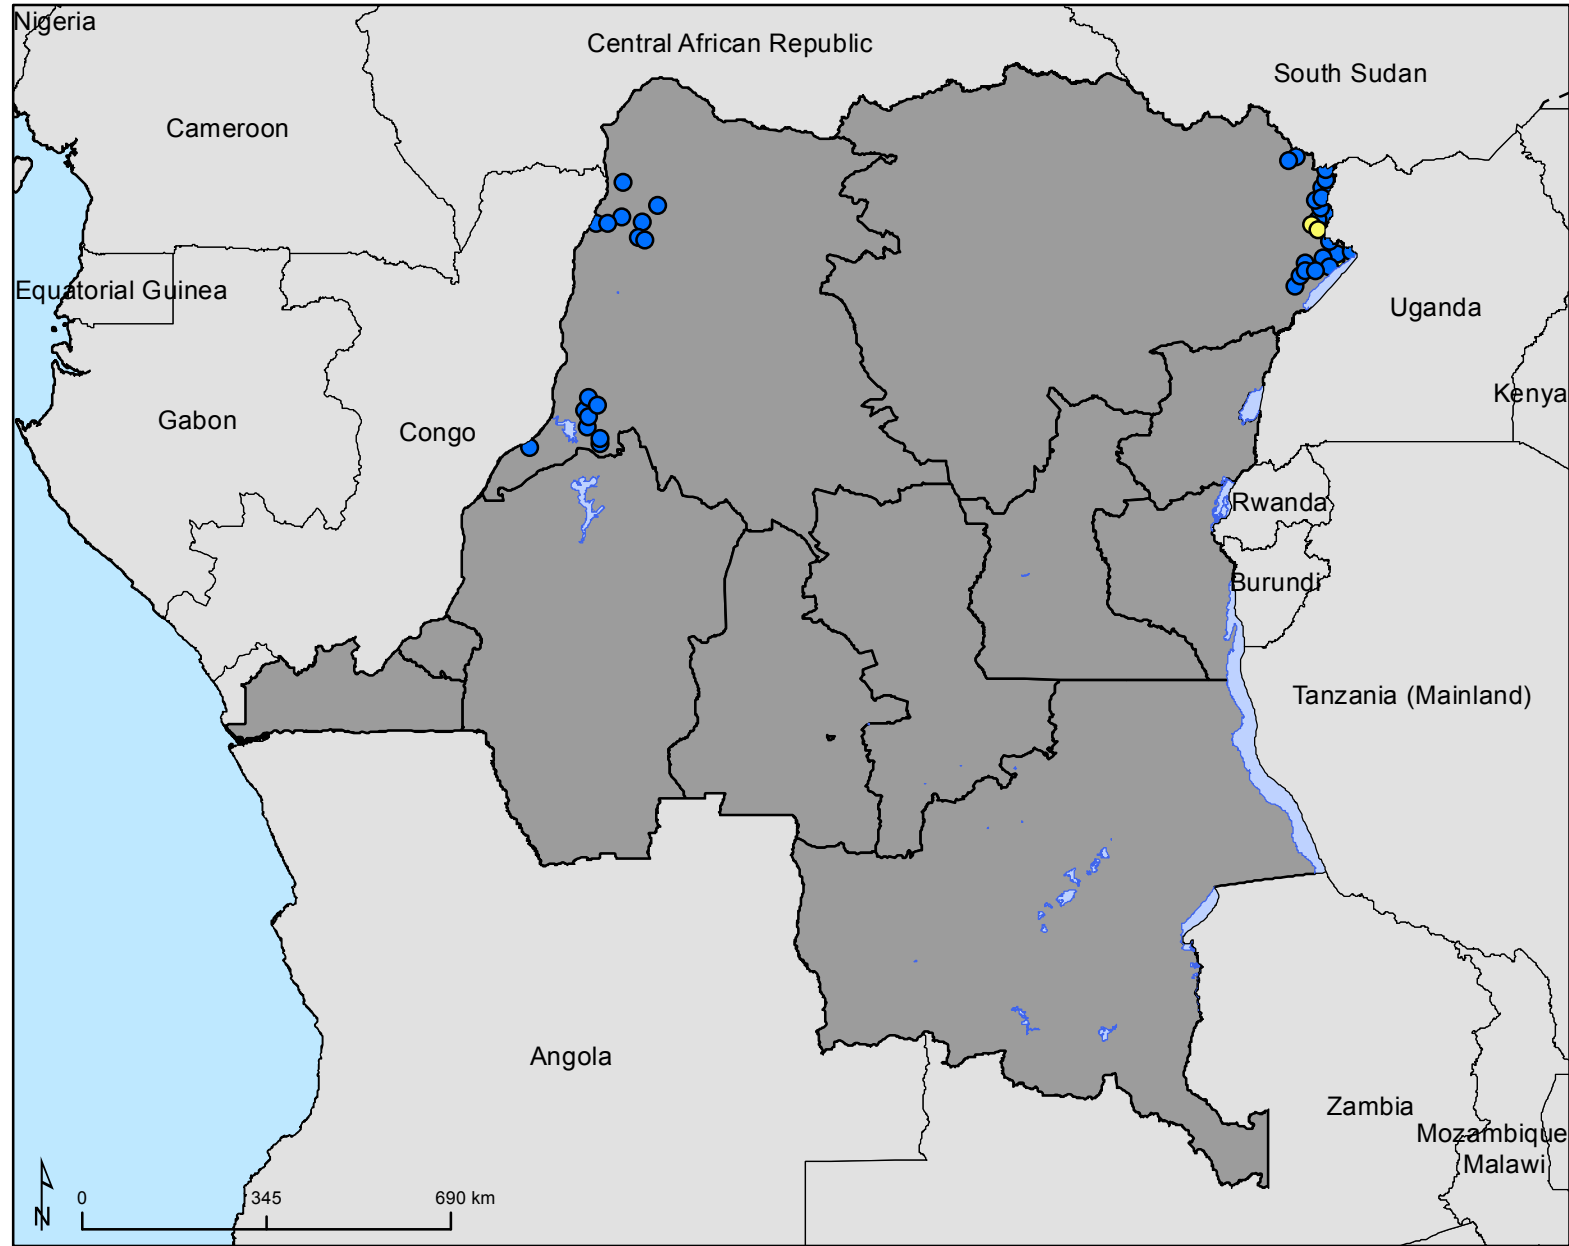 Nigeria
Central African Republic
South Sudan
Cameroon
Equatorial Guinea
Uganda
Kenya
Gabon
Congo
Rwanda
Burundi
Tanzania (Mainland)
Angola
Zambia
Mozambique
Malawi
N
0 345 690 km